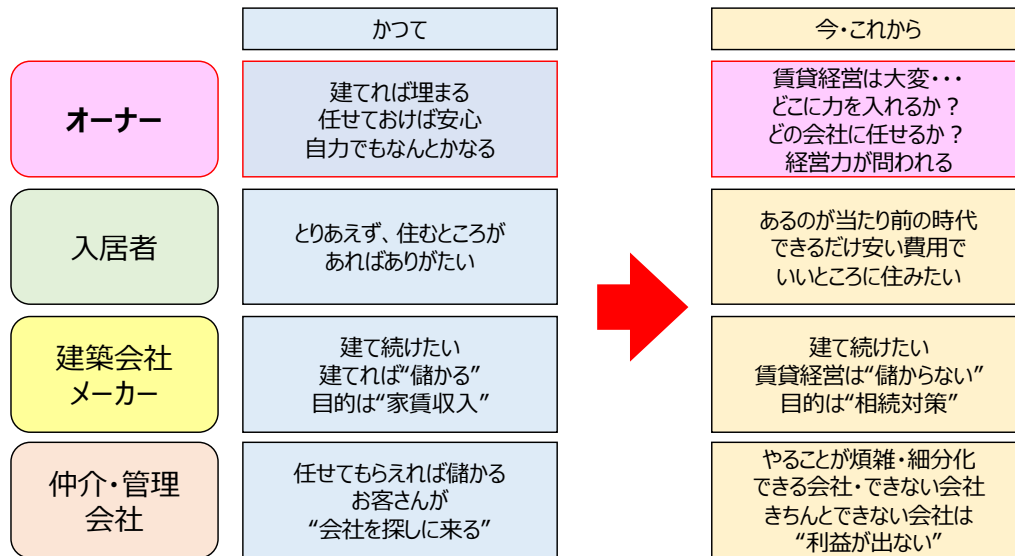 かつて
今・これから
オーナー
建てれば埋まる
任せておけば安心
自力でもなんとかなる
賃貸経営は大変・・・
どこに力を入れるか？
どの会社に任せるか？
経営力が問われる
入居者
とりあえず、住むところが
あればありがたい
あるのが当たり前の時代
できるだけ安い費用で
いいところに住みたい
建築会社
メーカー
建て続けたい
建てれば“儲かる”
目的は“家賃収入”
建て続けたい
賃貸経営は“儲からない”
目的は“相続対策”
仲介・管理
会社
任せてもらえれば儲かる
お客さんが
“会社を探しに来る”
やることが煩雑・細分化
できる会社・できない会社
きちんとできない会社は
“利益が出ない”